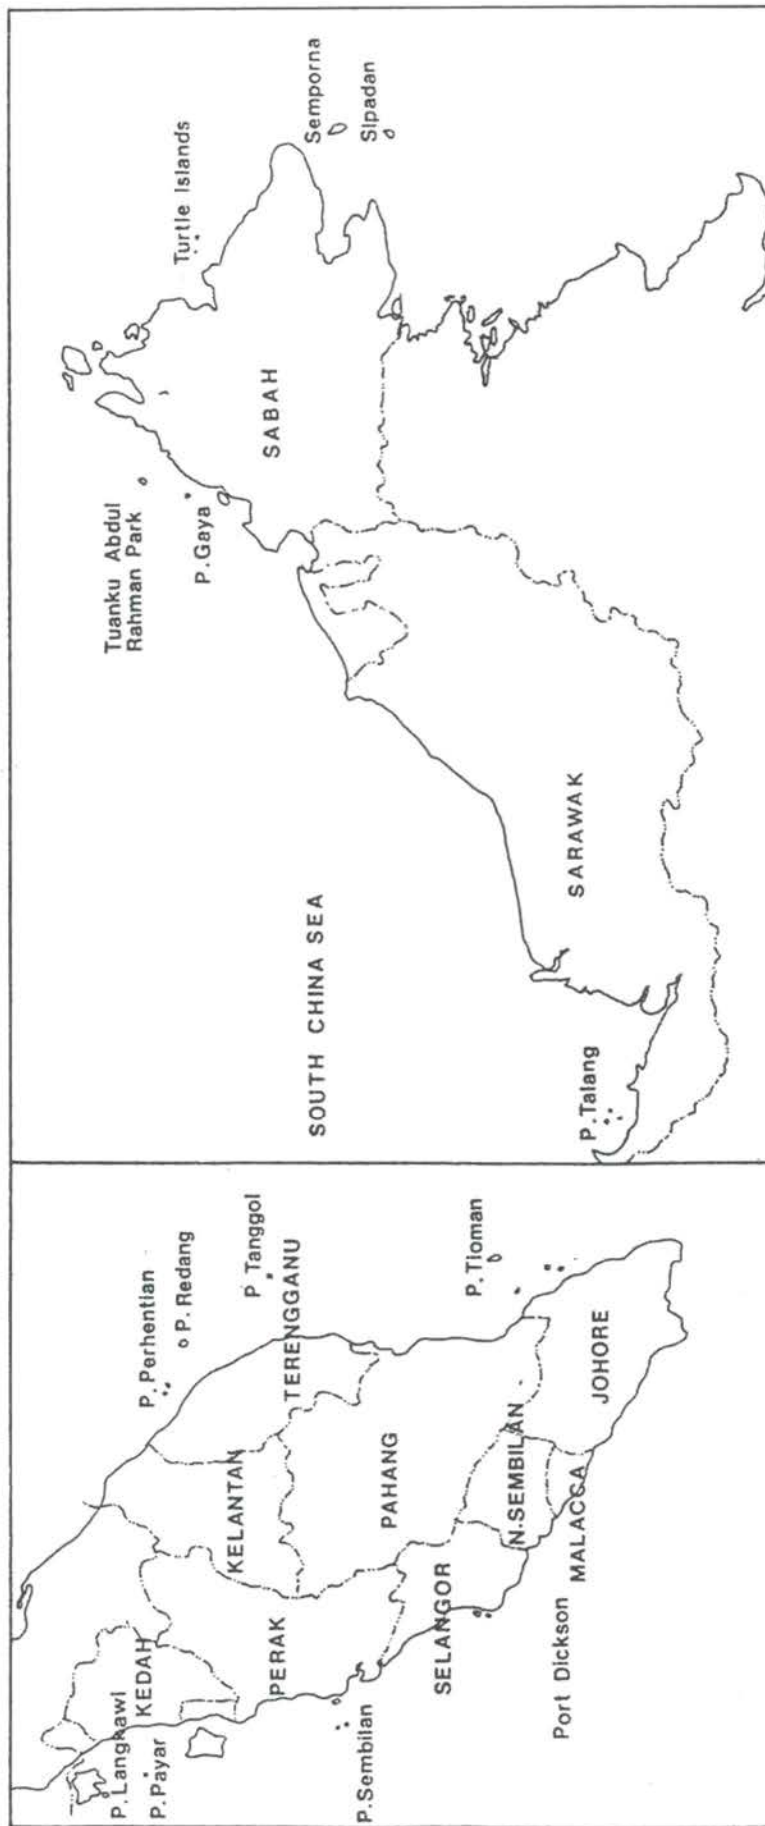 P. Langkawi
P. Payar
KEDAH
P. Perhentian
P. Redang
P. Tanggol
TERENGGANU
KELANTAN
PERAK
PAHANG
P. Sembilan
SELANGOR
N.SEMBILAN
MALACCA
JOHORE
P. Tioman
Port Dickson
Tuanku Abdul
Rahman Park
P.Gaya
Turtle Islands
Semporna
Sipadan
SABAH
SOUTH CHINA SEA
SARAWAK
P. Talang